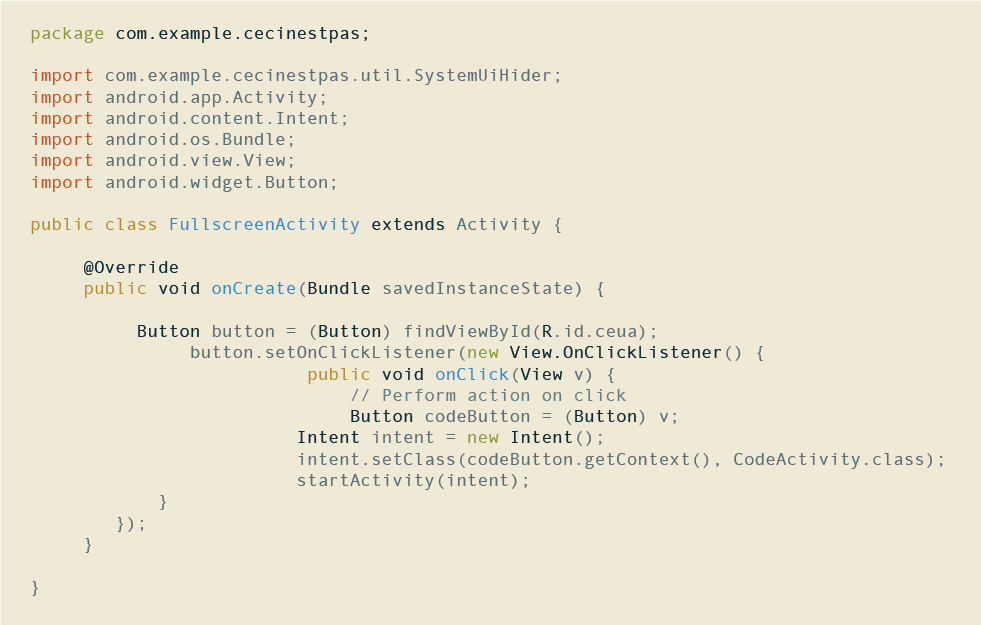 package com.example.cecinestpas;
import com.example.cecinestpas.util.SystemUiHider;
import android.app.Activity;
import android.content.Intent;
import android.os.Bundle;
import android.view.View;
import android.widget.Button;
public class FullscreenActivity extends Activity {
@Override
public void onCreate(Bundle savedInstanceState) {
Button button = (Button) findViewById(R.id.ceua);
button.setOnClickListener(new View.OnClickListener() {
public void onClick(View v) {
// Perform action on click
Button codeButton = (Button) v;
Intent intent = new Intent();
intent.setClass(codeButton.getContext(), CodeActivity.class);
startActivity(intent);
}
});
}
}